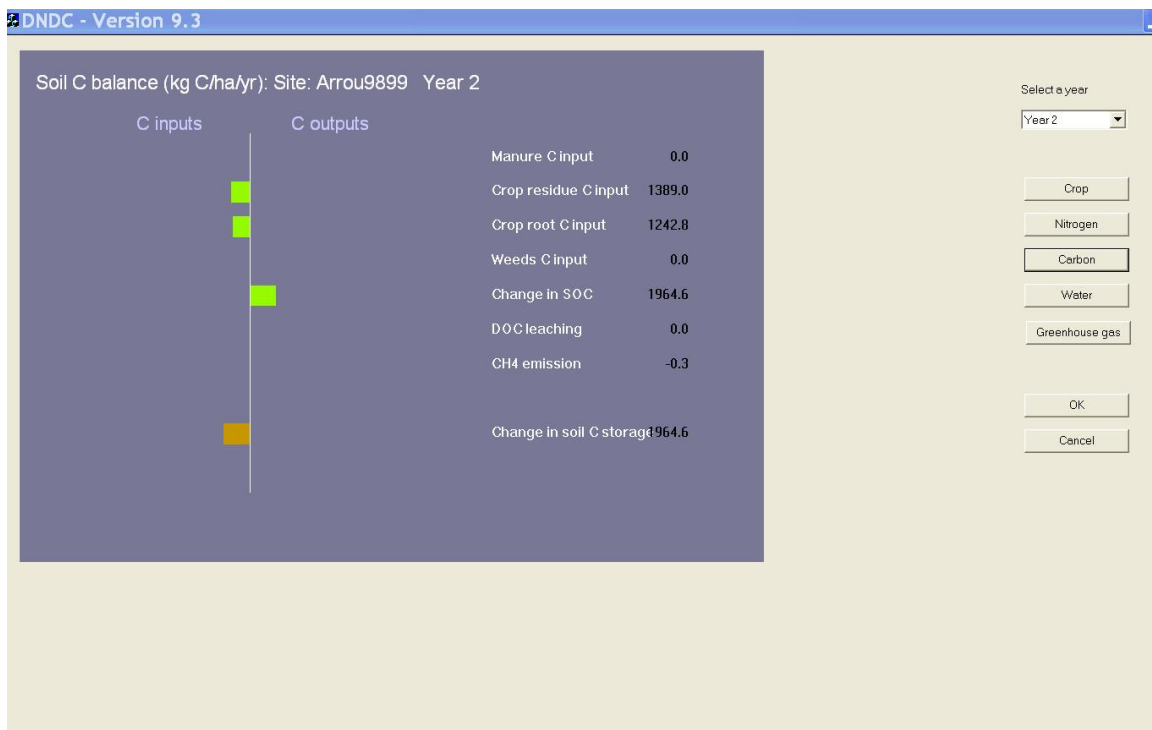 DNDC - Version 9.3
Soil C balance (kg C/ha/yr): Site: Arrou9899 Year 2
C inputs C outputs
Manure C input 0.0
Crop residue C input 1389.0
Crop root C input 1242.8
Weeds C input 0.0
Change in SOC 1964.6
DOC leaching 0.0
CH4 emission -0.3
Change in soil C storage 1964.6
Select a year
Year 2
Crop
Nitrogen
Carbon
Water
Greenhouse gas
OK
Cancel